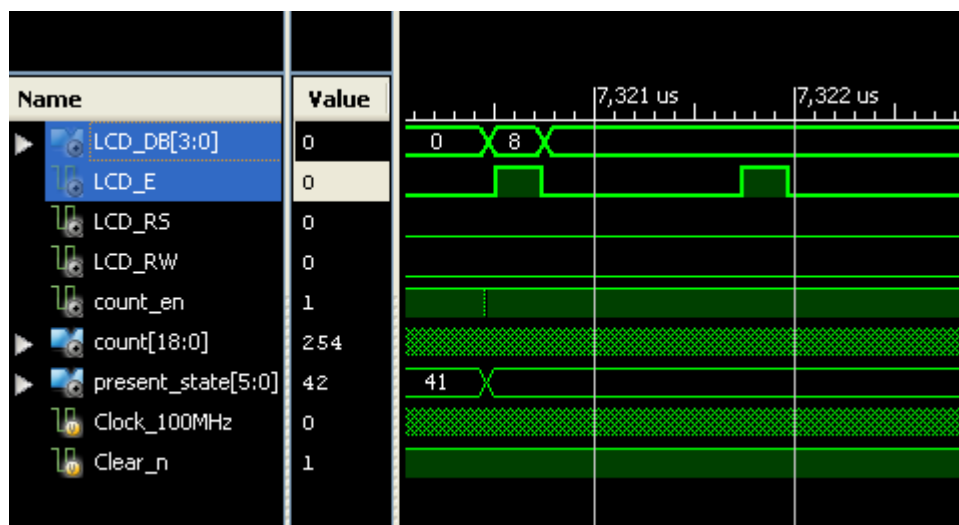 Name Value 7,321 us 7,322 us
LCD_DB[3:0] 0 0 8
LCD_E 0
LCD_RS 0
LCD_RW 0
count_en 1
count[18:0] 254
present_state[5:0] 42 41
Clock_100MHz 0
Clear_n 1